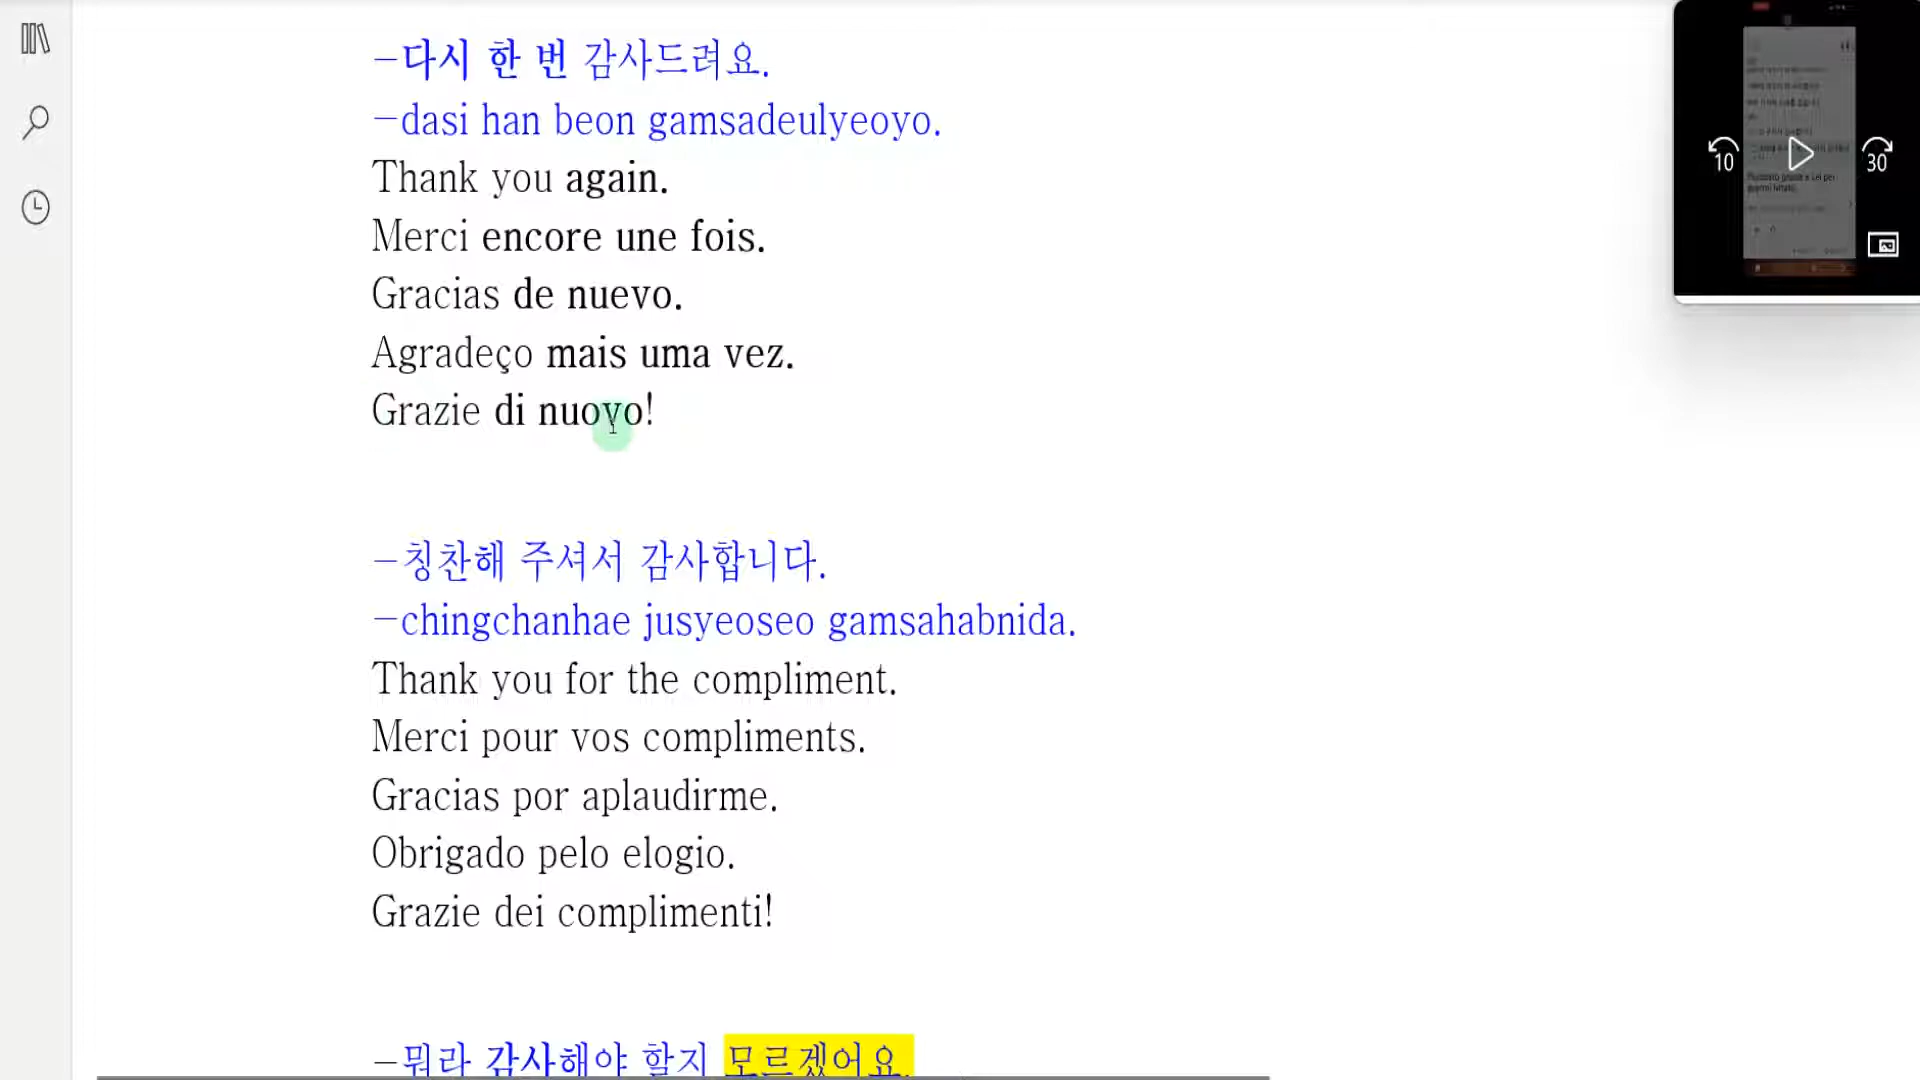 -다시 한 번 감사드려요.
-dasi han beon gamsadeulyeoyo.
Thank you again.
Merci encore une fois.
Gracias de nuevo.
Agradeço mais uma vez.
Grazie di nuovo!
-칭찬해 주셔서 감사합니다.
-chingchanhae jusyeoseo gamsahabnida.
Thank you for the compliment.
Merci pour vos compliments.
Gracias por aplaudirme.
Obrigado pelo elogio.
Grazie dei complimenti!
-뭐라 감사해야 할지 모르겠어요.
10
30